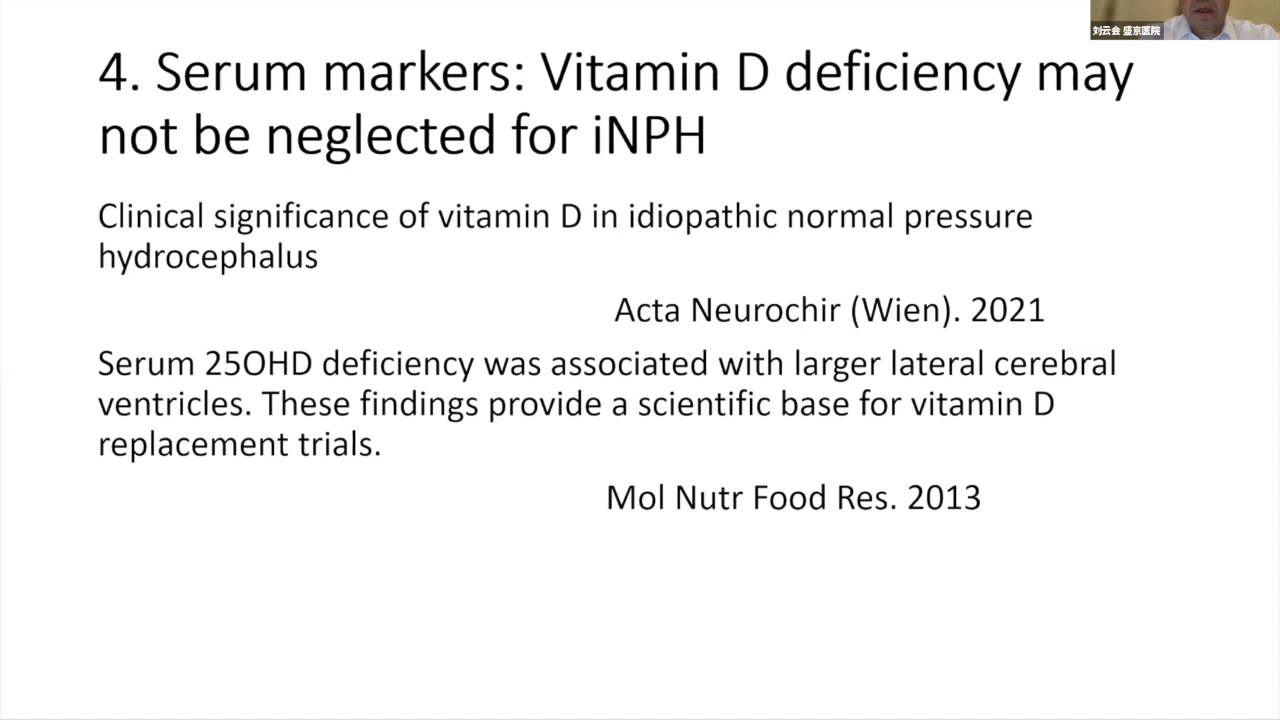 刘云会 盛京医院
4. Serum markers: Vitamin D deficiency may
not be neglected for iNPH
Clinical significance of vitamin D in idiopathic normal pressure
hydrocephalus
Acta Neurochir (Wien). 2021
Serum 25OHD deficiency was associated with larger lateral cerebral
ventricles. These findings provide a scientific base for vitamin D
replacement trials.
Mol Nutr Food Res. 2013